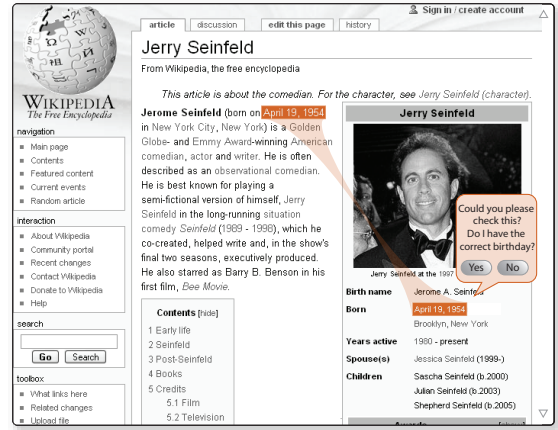 Sign in / create account
article discussion edit this page history
Jerry Seinfeld
From Wikipedia, the free encyclopedia
This article is about the comedian. For the character, see Jerry Seinfeld (character).
WIKIPEDIA
The Free Encyclopedia
navigation
Main page
Contents
Featured content
Current events
Random article
interaction
About Wikipedia
Community portal
Recent changes
Contact Wikipedia
Donate to Wikipedia
Help
search
Go Search
toolbox
What links here
Related changes
Upload file
Jerome Seinfeld (born on April 19, 1954
in New York City, New York) is a Golden
Globe- and Emmy Award-winning American
comedian, actor and writer. He is often
described as an observational comedian.
He is best known for playing a
semi-fictional version of himself, Jerry
Seinfeld in the long-running situation
comedy Seinfeld (1989 - 1998), which he
co-created, helped write and, in the show's
final two seasons, executively produced.
He also starred as Barry B. Benson in his
first film, Bee Movie.
Contents [hide]
1 Early life
2 Seinfeld
3 Post-Seinfeld
4 Books
5 Credits
5.1 Film
5.2 Television
Jerry Seinfeld
Could you please
check this?
Do I have the
correct birthday?
Yes No
Jerry Seinfeld at the 1997
Birth name Jerome A. Seinfeld
Born April 19, 1954
Brooklyn, New York
Years active 1980 - present
Spouse(s) Jessica Seinfeld (1999-)
Children Sascha Seinfeld (b.2000)
Julian Seinfeld (b.2003)
Shepherd Seinfeld (b.2005)
Awards